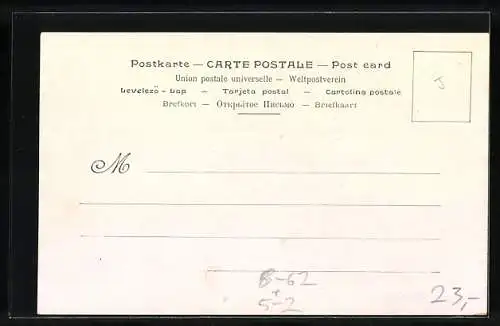 Postkarte — CARTE POSTALE — Post card
Union postale universelle — Weltpostverein
Levelező - Lap — Tarjeta postal — Cartolina postale
Brefkort — Открытое Письмо — Briefkaart
M
B-62
+
5-2
23,-